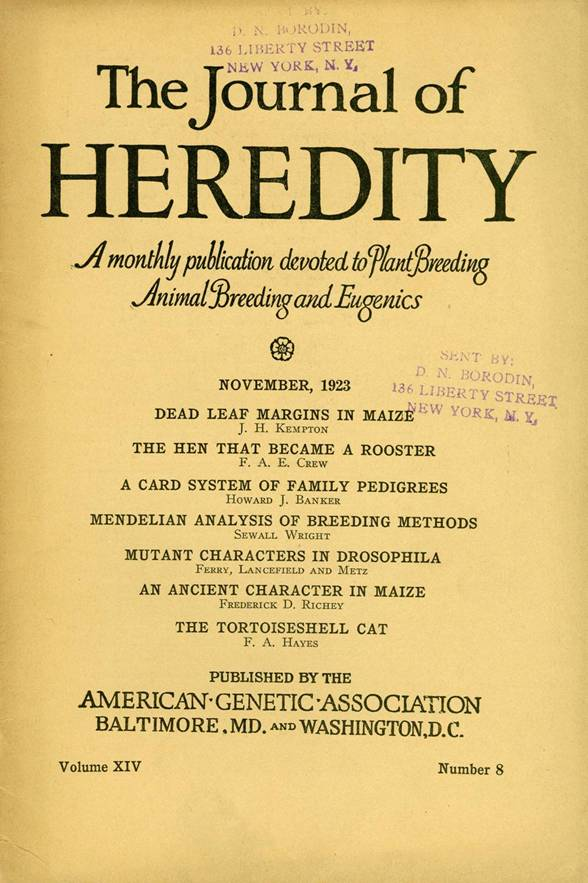 D. N. BORODIN,
136 LIBERTY STREET
NEW YORK, N. Y.
The Journal of
HEREDITY
A monthly publication devoted to Plant Breeding
Animal Breeding and Eugenics
SENT BY:
D. N. BORODIN,
136 LIBERTY STREET
NEW YORK, N. Y.
NOVEMBER, 1923
DEAD LEAF MARGINS IN MAIZE
J. H. KEMPTON
THE HEN THAT BECAME A ROOSTER
F. A. E. CREW
A CARD SYSTEM OF FAMILY PEDIGREES
HOWARD J. BANKER
MENDELIAN ANALYSIS OF BREEDING METHODS
SEWALL WRIGHT
MUTANT CHARACTERS IN DROSOPHILA
FERRY, LANCEFIELD AND METZ
AN ANCIENT CHARACTER IN MAIZE
FREDERICK D. RICHEY
THE TORTOISESHELL CAT
F. A. HAYES
PUBLISHED BY THE
AMERICAN·GENETIC·ASSOCIATION
BALTIMORE, MD. AND WASHINGTON, D.C.
Volume XIV Number 8